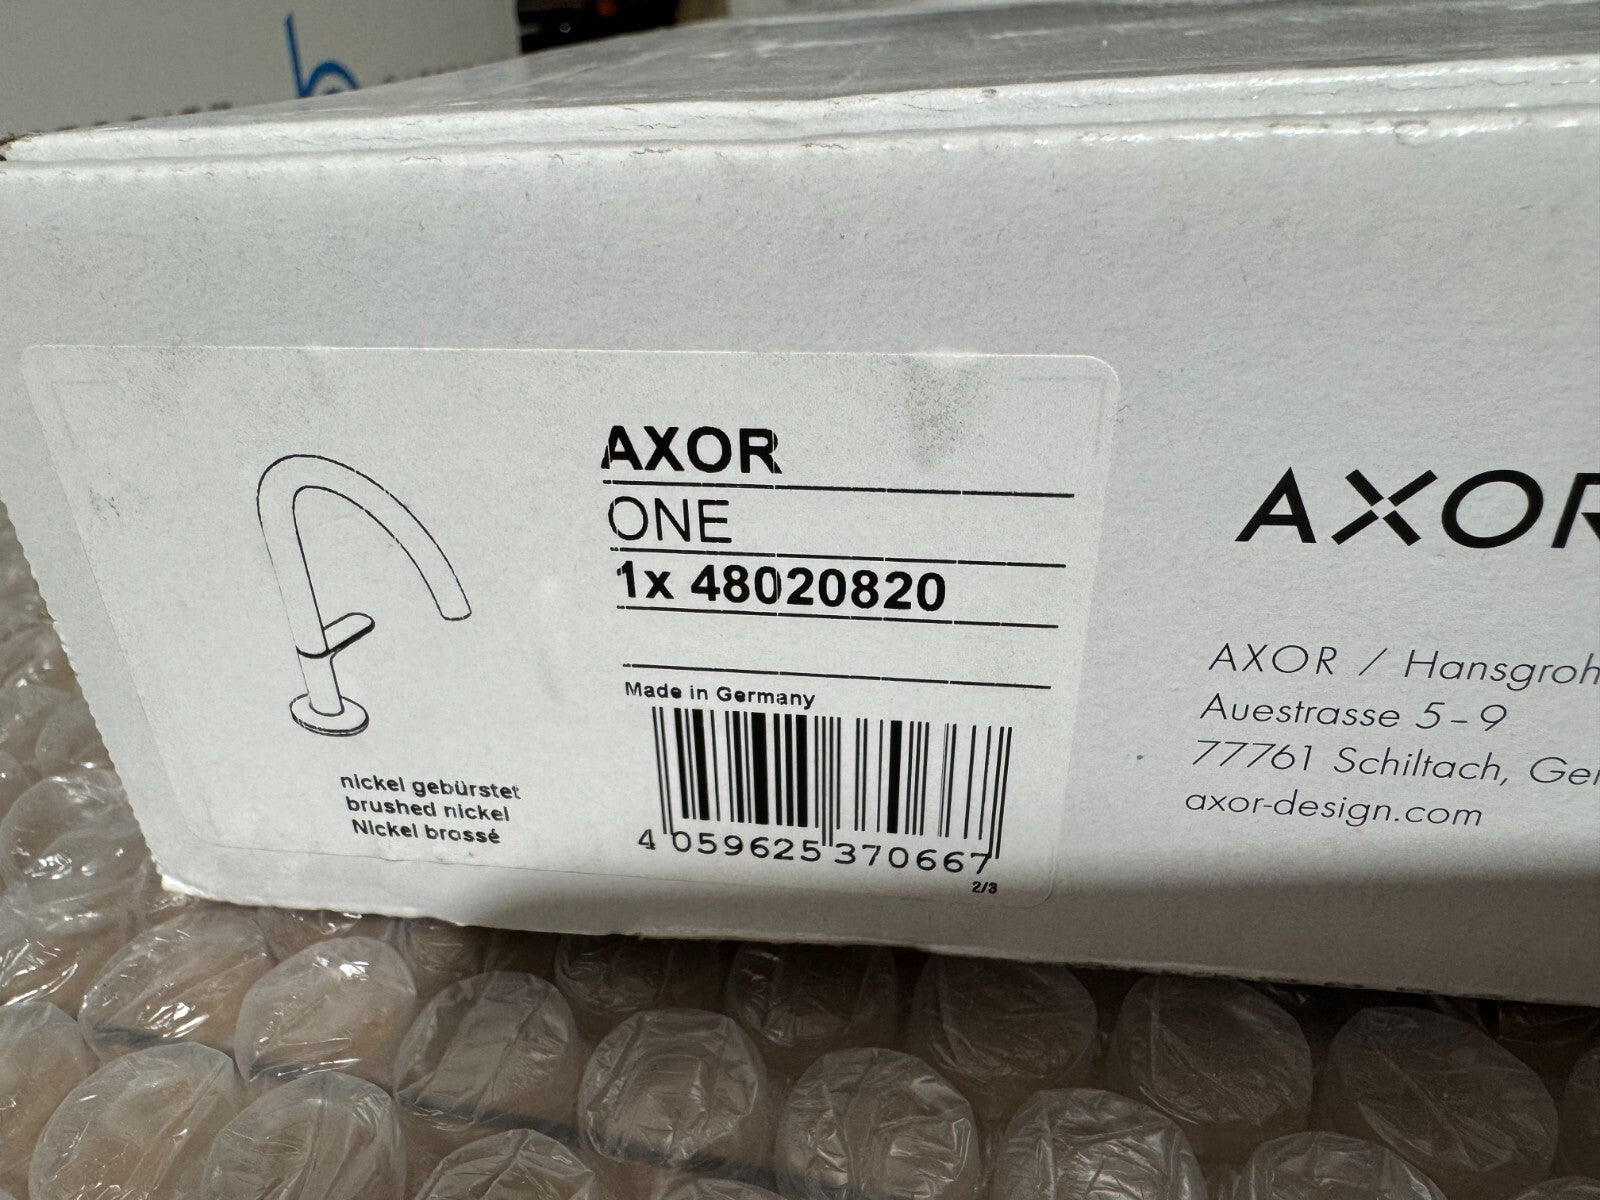 AXOR
ONE
1x 48020820
Made in Germany
nickel gebürstet
brushed nickel
Nickel brossé
4 059625 370667
2/3
AXOR
AXOR / Hansgroh
Auestrasse 5-9
77761 Schiltach, Ger
axor-design.com